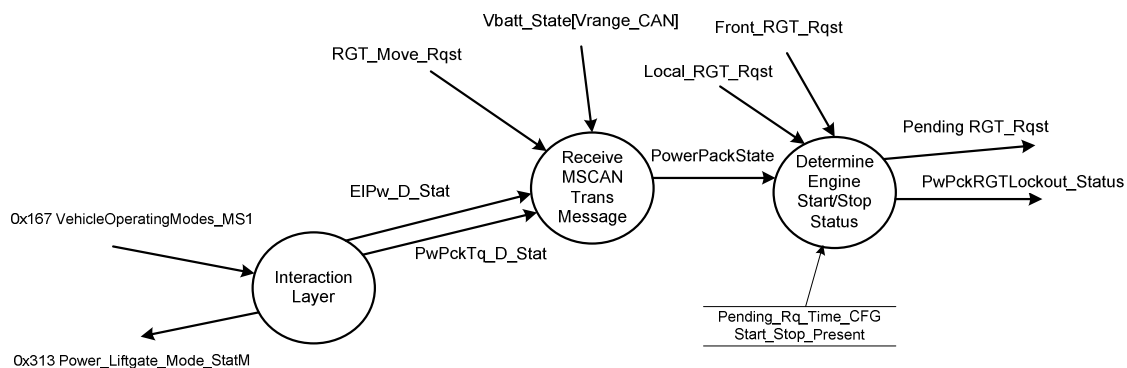 Vbatt_State[Vrange_CAN]
Front_RGT_Rqst
RGT_Move_Rqst
Local_RGT_Rqst
Pending RGT_Rqst
Receive
MSCAN
Trans
Message
PowerPackState
Determine
Engine
Start/Stop
Status
PwPckRGTLockout_Status
ElPw_D_Stat
0x167 VehicleOperatingModes_MS1
PwPckTq_D_Stat
Interaction
Layer
Pending_Rq_Time_CFG
Start_Stop_Present
0x313 Power_Liftgate_Mode_StatM